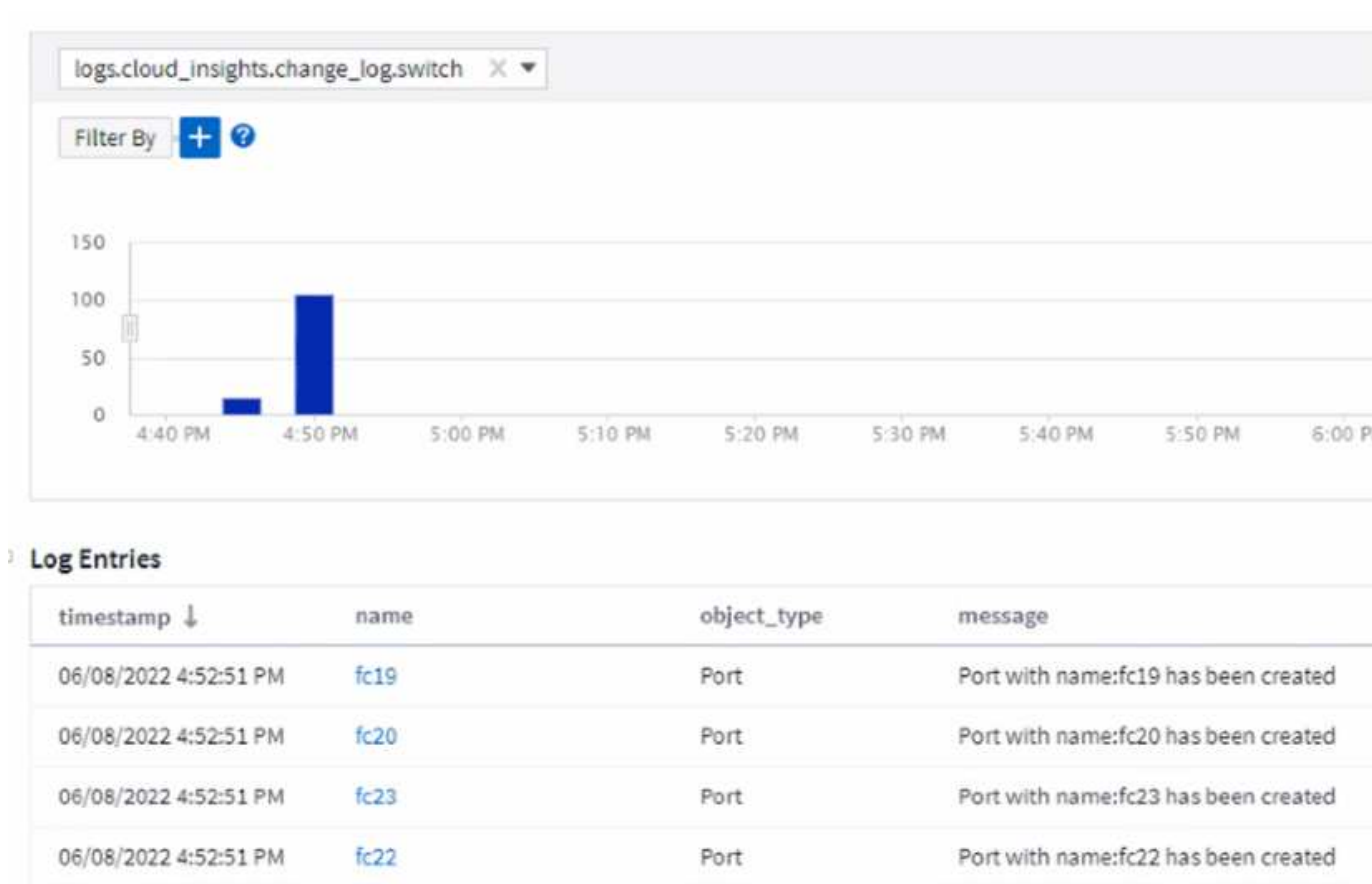 logs.cloud_insights.change_log.switch
Filter By + ?
150
100
50
0
4:40 PM 4:50 PM 5:00 PM 5:10 PM 5:20 PM 5:30 PM 5:40 PM 5:50 PM 6:00 P
Log Entries
timestamp ↓ name object_type message
06/08/2022 4:52:51 PM fc19 Port Port with name:fc19 has been created
06/08/2022 4:52:51 PM fc20 Port Port with name:fc20 has been created
06/08/2022 4:52:51 PM fc23 Port Port with name:fc23 has been created
06/08/2022 4:52:51 PM fc22 Port Port with name:fc22 has been created